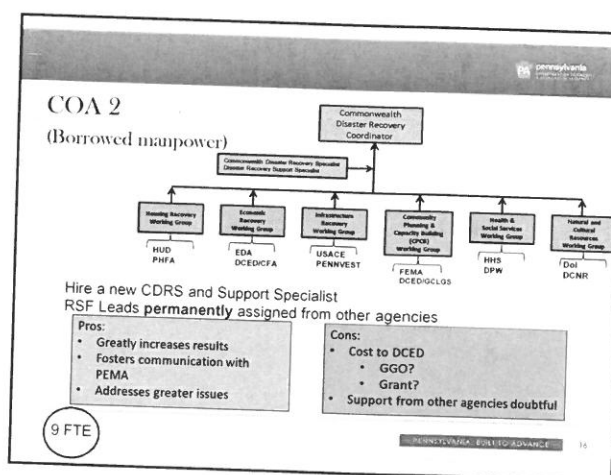 pennsylvania
COA 2
(Borrowed manpower)
Commonwealth
Disaster Recovery
Coordinator
Commonwealth Disaster Recovery Specialist
Disaster Recovery Support Specialist
Housing Recovery
Working Group
HUD
PHFA
Economic
Recovery
Working Group
EDA
DCED/CFA
Infrastructure
Recovery
Working Group
USACE
PENNVEST
Community
Planning &
Capacity Building
(CPCB)
Working Group
FEMA
DCED/GCLGS
Health &
Social Services
Working Group
HHS
DPW
Natural and
Cultural
Resources
Working Group
DoI
DCNR
Hire a new CDRS and Support Specialist
RSF Leads permanently assigned from other agencies
Pros:
• Greatly increases results
• Fosters communication with
PEMA
• Addresses greater issues
Cons:
• Cost to DCED
• GGO?
• Grant?
• Support from other agencies doubtful
9 FTE
PENNSYLVANIA: BUILT TO ADVANCE
16